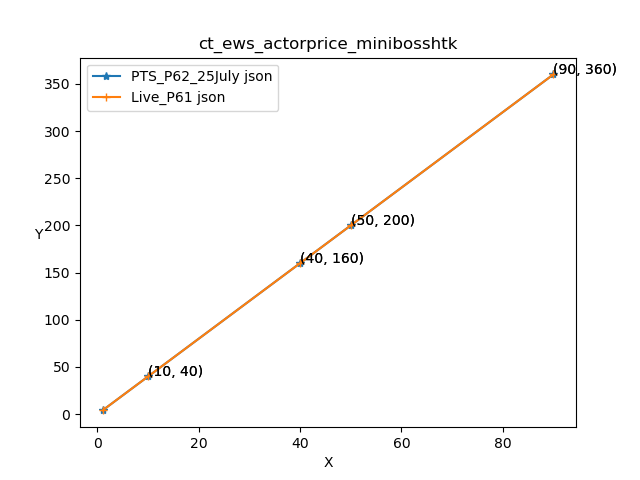 ct_ews_actorprice_minibosshtk
PTS_P62_25July json
Live_P61 json
(90, 360)
(50, 200)
(40, 160)
(10, 40)
Y
350
300
250
200
150
100
50
0
0 20 40 60 80
X